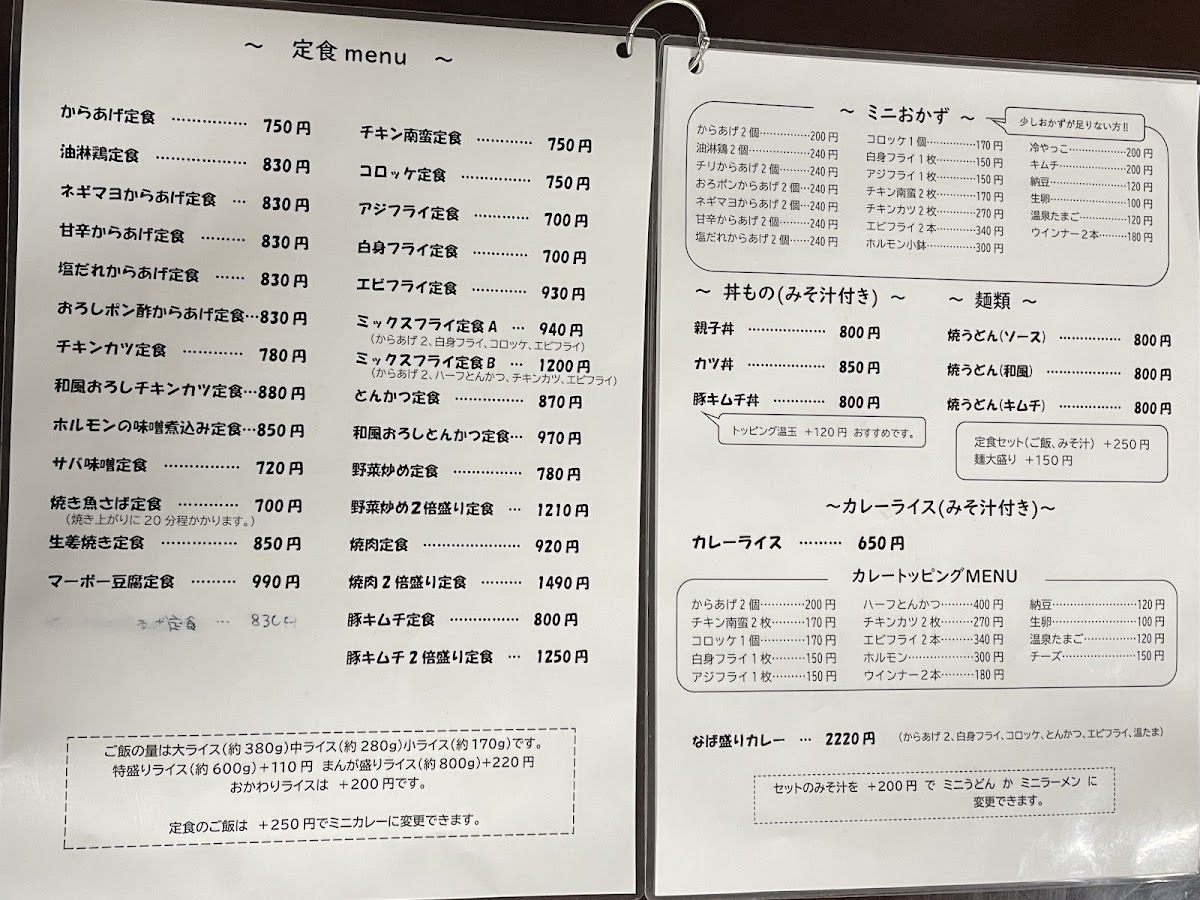 ～ 定食menu ～
からあげ定食 …………… 750円
油淋鶏定食 ……………… 830円
ネギマヨからあげ定食 … 830円
甘辛からあげ定食 ……… 830円
塩だれからあげ定食 …… 830円
おろしポン酢からあげ定食…830円
チキンカツ定食 ………… 780円
和風おろしチキンカツ定食…880円
ホルモンの味噌煮込み定食…850円
サバ味噌定食 …………… 720円
焼き魚さば定食 ………… 700円
（焼き上がりに20分程かかります。）
生姜焼き定食 …………… 850円
マーボー豆腐定食 ……… 990円
定食 … 830円
チキン南蛮定食 ………… 750円
コロッケ定食 …………… 750円
アジフライ定食 ………… 700円
白身フライ定食 ………… 700円
エビフライ定食 ………… 930円
ミックスフライ定食A … 940円
（からあげ2、白身フライ、コロッケ、エビフライ）
ミックスフライ定食B … 1200円
（からあげ2、ハーフとんかつ、チキンカツ、エビフライ）
とんかつ定食 …………… 870円
和風おろしとんかつ定食… 970円
野菜炒め定食 …………… 780円
野菜炒め2倍盛り定食 … 1210円
焼肉定食 ………………… 920円
焼肉2倍盛り定食 ……… 1490円
豚キムチ定食 …………… 800円
豚キムチ2倍盛り定食 … 1250円
ご飯の量は大ライス(約380g)中ライス(約280g)小ライス(約170g)です。
特盛りライス(約600g)+110円 まんが盛りライス(約800g)+220円
おかわりライスは +200円です。
定食のご飯は +250円でミニカレーに変更できます。
～ ミニおかず ～
少しおかずが足りない方!!
からあげ2個……………200円
油淋鶏2個………………240円
チリからあげ2個………240円
おろポンからあげ2個…240円
ネギマヨからあげ2個…240円
甘辛からあげ2個………240円
塩だれからあげ2個……240円
コロッケ1個……………170円
白身フライ1枚…………150円
アジフライ1枚…………150円
チキン南蛮2枚…………170円
チキンカツ2枚…………270円
エビフライ2本…………340円
ホルモン小鉢……………300円
冷やっこ…………………200円
キムチ……………………200円
納豆………………………120円
生卵………………………100円
温泉たまご………………120円
ウインナー2本…………180円
～ 丼もの(みそ汁付き) ～
親子丼 ……………… 800円
カツ丼 ……………… 850円
豚キムチ丼 ………… 800円
トッピング温玉 +120円 おすすめです。
～ 麺類 ～
焼うどん(ソース) ………… 800円
焼うどん(和風) …………… 800円
焼うどん(キムチ) ………… 800円
定食セット(ご飯、みそ汁) +250円
麺大盛り +150円
～カレーライス(みそ汁付き)～
カレーライス ……… 650円
カレートッピングMENU
からあげ2個…………200円
チキン南蛮2枚………170円
コロッケ1個…………170円
白身フライ1枚………150円
アジフライ1枚………150円
ハーフとんかつ………400円
チキンカツ2枚………270円
エビフライ2本………340円
ホルモン………………300円
ウインナー2本………180円
納豆……………………120円
生卵……………………100円
温泉たまご……………120円
チーズ…………………150円
なば盛りカレー … 2220円 （からあげ2、白身フライ、コロッケ、とんかつ、エビフライ、温たま）
セットのみそ汁を +200円 で ミニうどん か ミニラーメン に
変更できます。